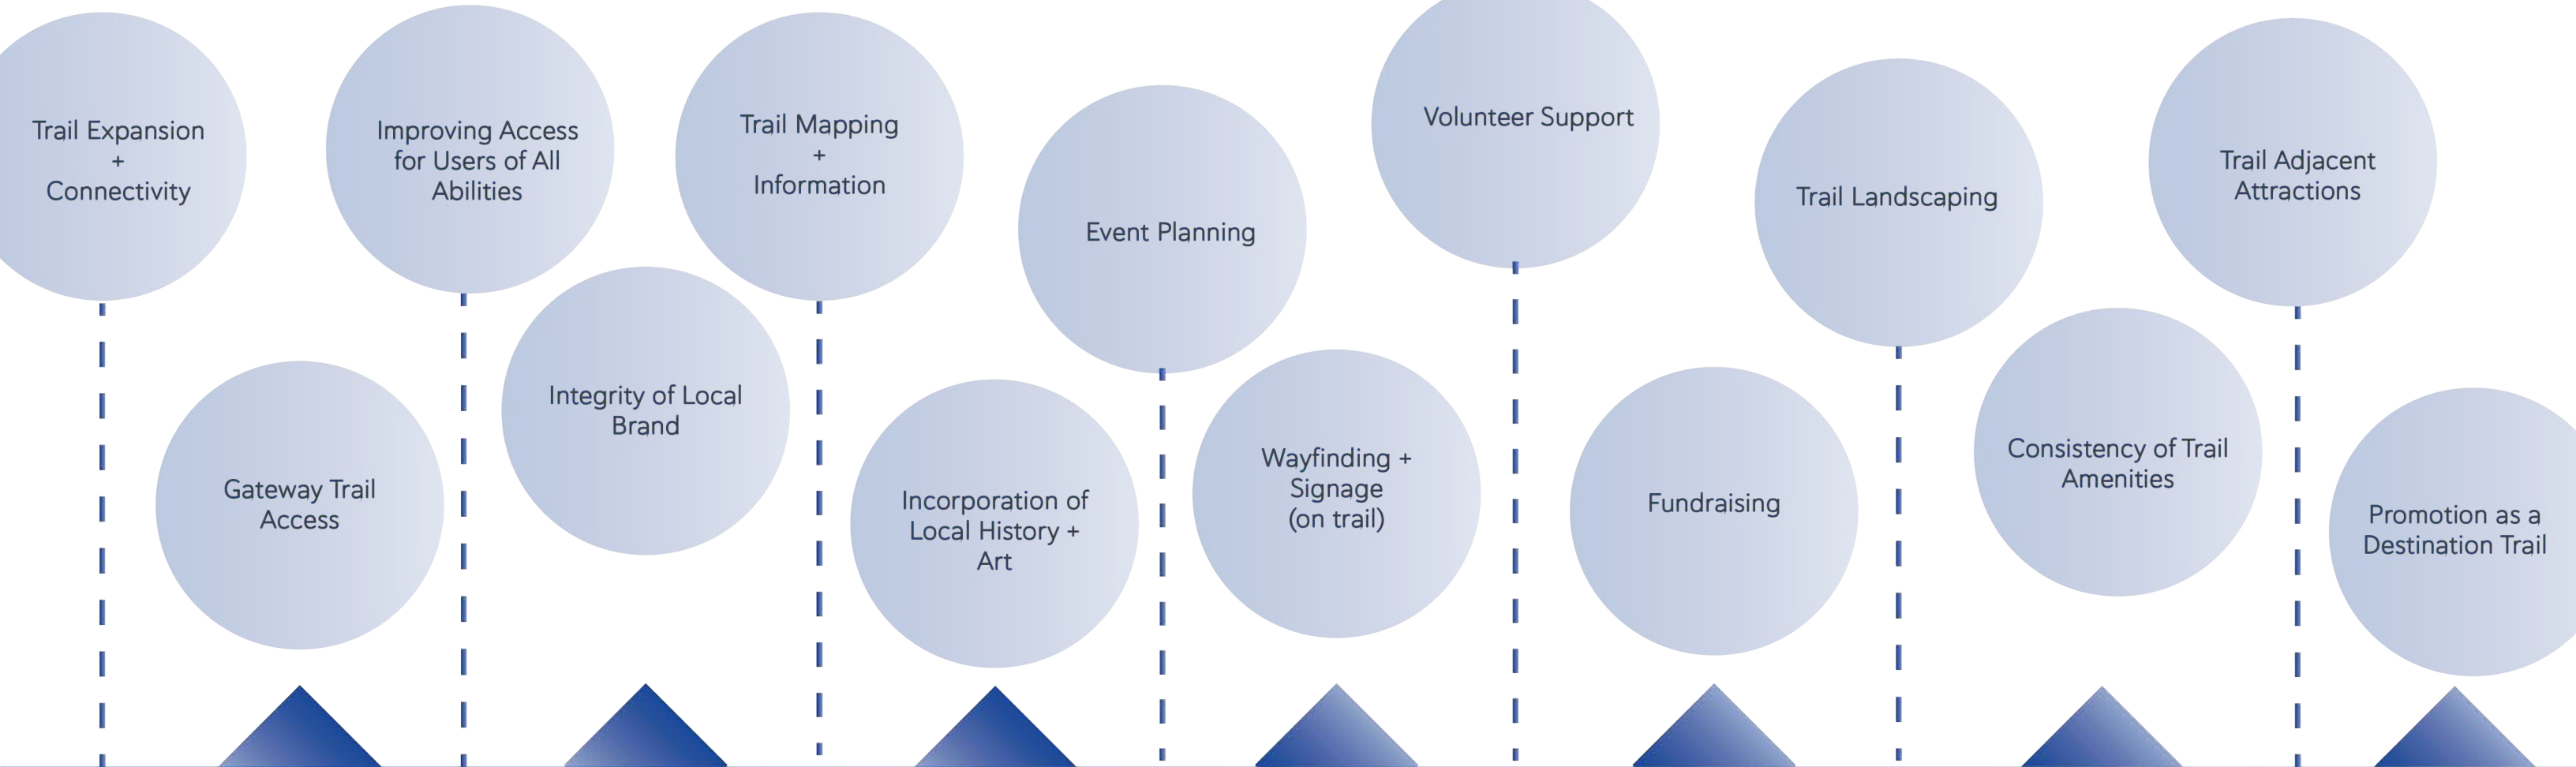 Trail Expansion
+
Connectivity
Gateway Trail
Access
Improving Access
for Users of All
Abilities
Integrity of Local
Brand
Trail Mapping
+
Information
Incorporation of
Local History +
Art
Event Planning
Wayfinding +
Signage
(on trail)
Volunteer Support
Fundraising
Trail Landscaping
Consistency of Trail
Amenities
Trail Adjacent
Attractions
Promotion as a
Destination Trail